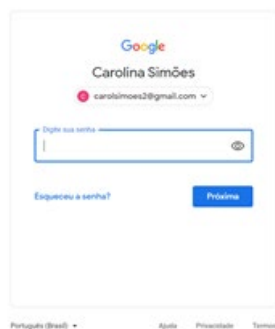 Google
Carolina Simões
carolsimoes2@gmail.com
Digite sua senha
Esqueceu a senha?
Próxima
Português (Brasil)
Ajuda Privacidade Termos